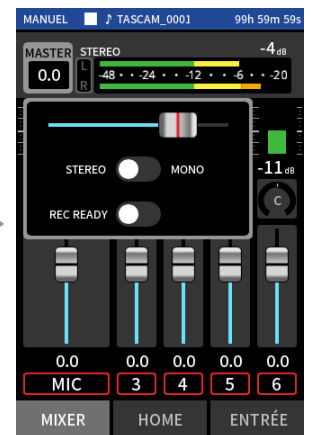 MANUEL ♪ TASCAM_0001 99h 59m 59s
MASTER STEREO -4dB
0.0 L R -48 • • -24 • • -12 • • -6 • • -20
STEREO MONO
-11dB
C
REC READY
0.0 0.0 0.0 0.0 0.0
MIC 3 4 5 6
MIXER HOME ENTRÉE